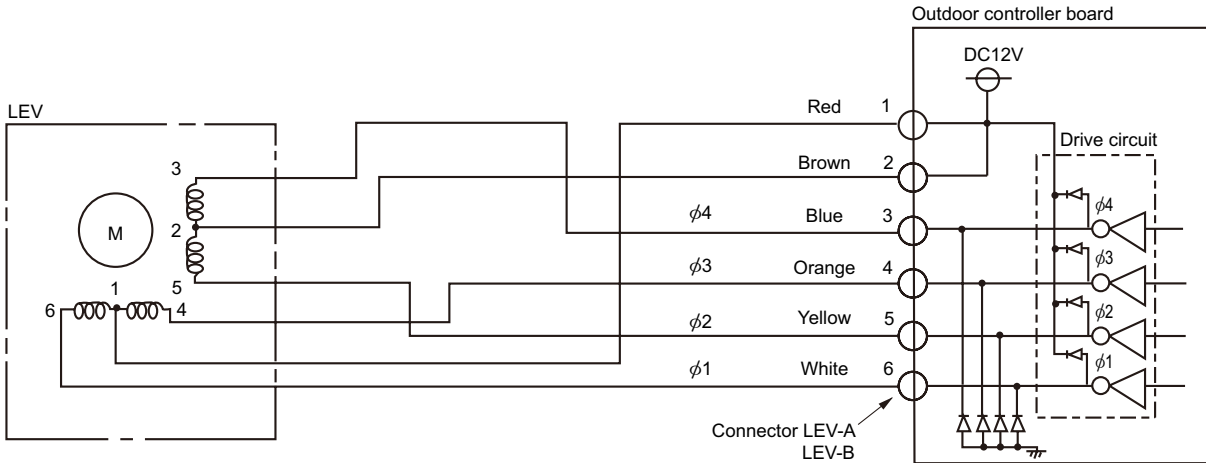 Outdoor controller board
DC12V
LEV
Red 1
Drive circuit
3
Brown 2
ϕ4 Blue 3
ϕ4
M
2
ϕ3 Orange 4
ϕ3
5
1
6
4
ϕ2 Yellow 5
ϕ2
ϕ1 White 6
ϕ1
Connector LEV-A
LEV-B